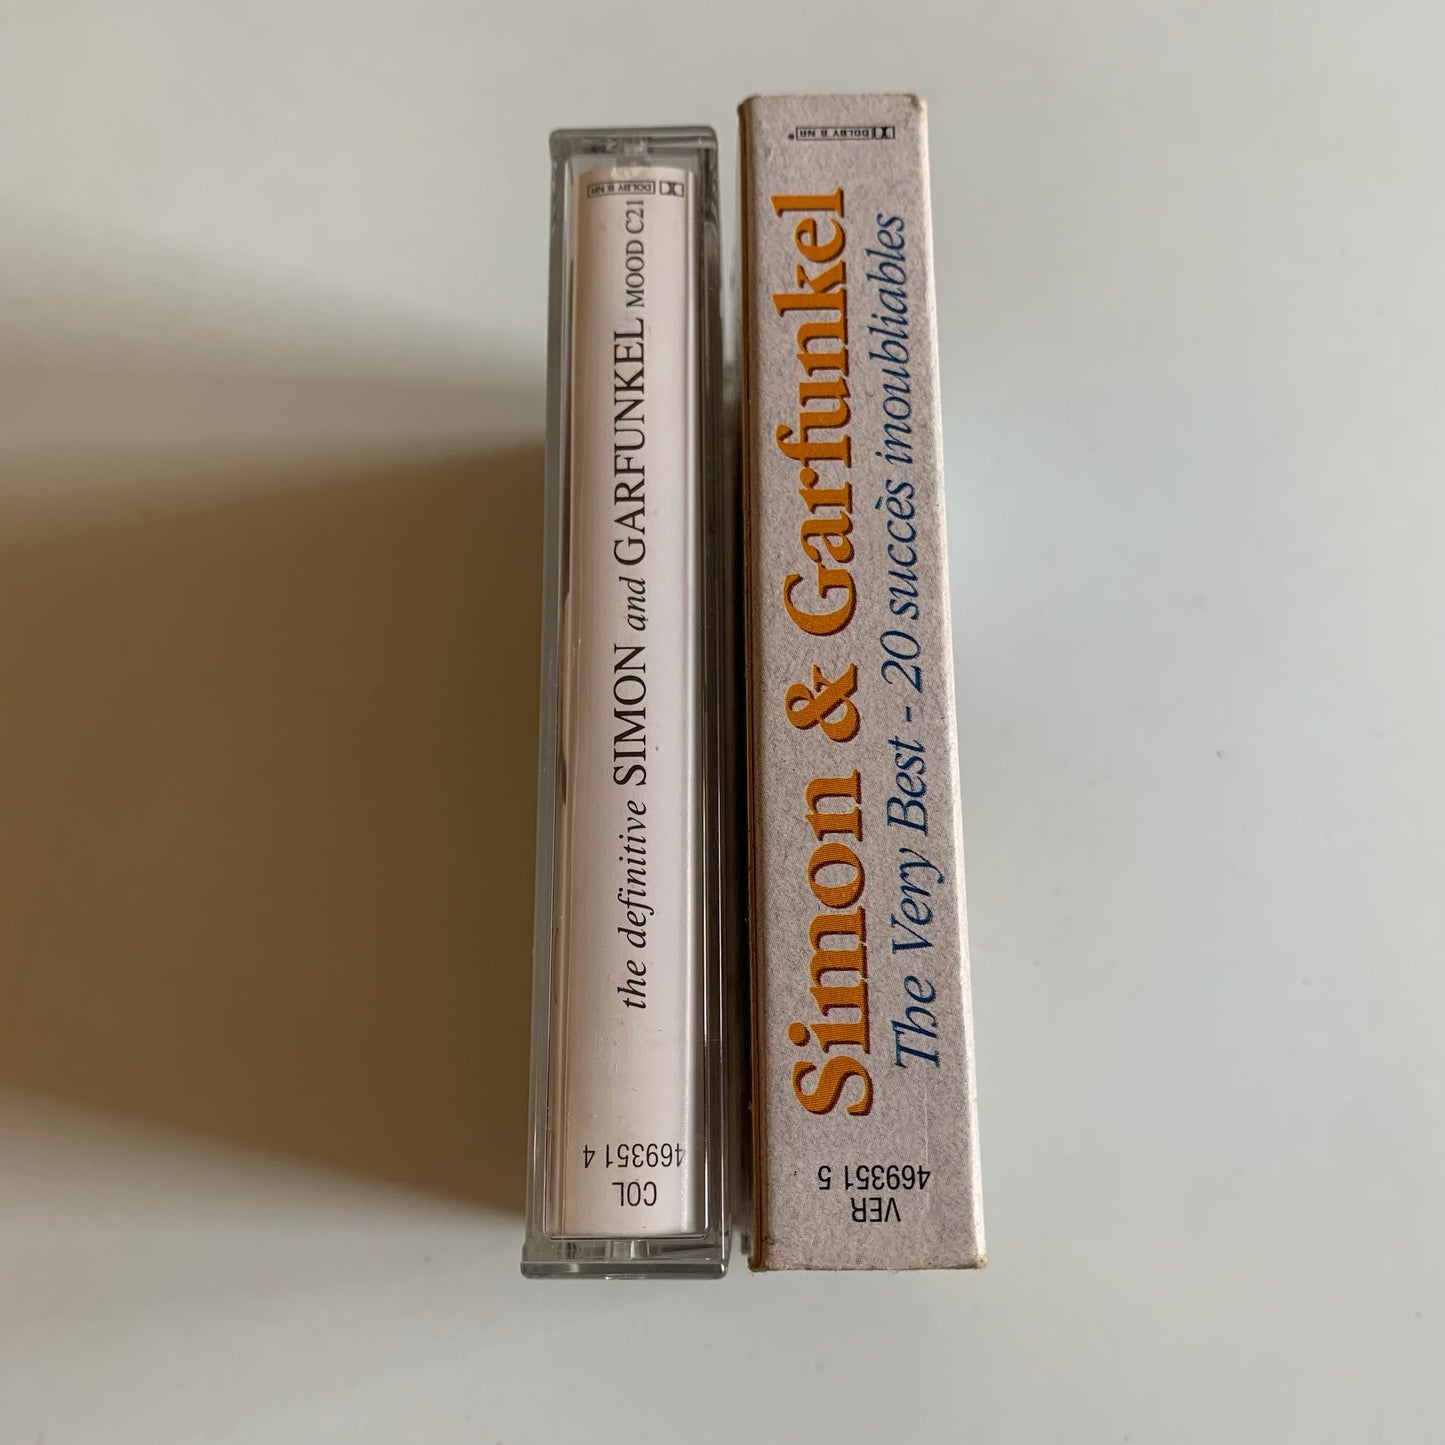 DOLBY B NR
the definitive SIMON and GARFUNKEL MOOD C21
COL
469351 4
DOLBY B NR
Simon & Garfunkel
The Very Best - 20 succès inoubliables
VER
469351 5